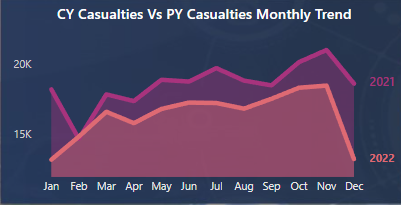 CY Casualties Vs PY Casualties Monthly Trend
20K
2021
15K
2022
Jan Feb Mar Apr May Jun Jul Aug Sep Oct Nov Dec